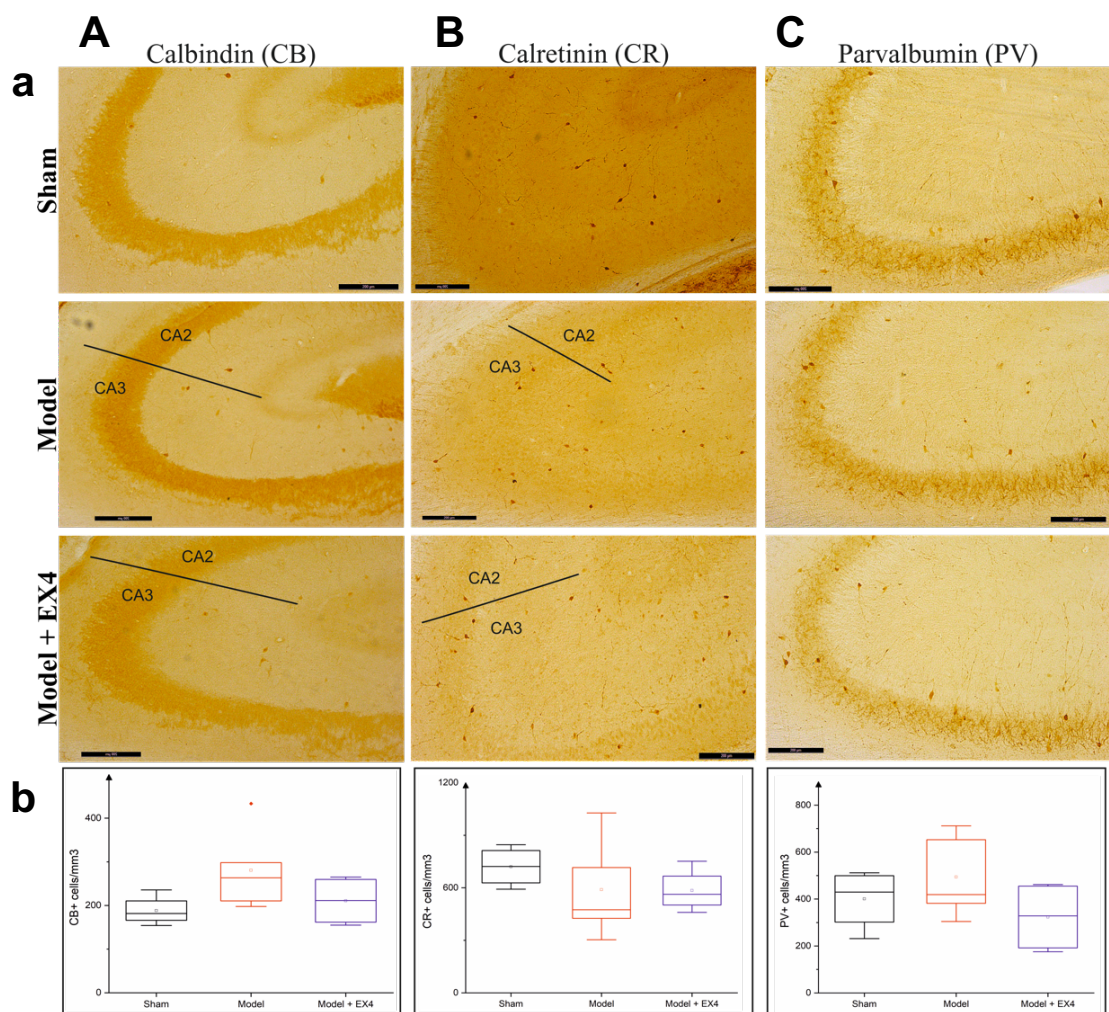 A B C
Calbindin (CB) Calretinin (CR) Parvalbumin (PV)
a
Sham
Model
CA2
CA3
CA2
CA3
Model + EX4
CA2
CA3
CA2
CA3
b
CB+ cells/mm3
400
200
0
Sham Model Model + EX4
CR+ cells/mm3
1200
600
0
Sham Model Model + EX4
PV+ cells/mm3
800
600
400
200
0
Sham Model Model + EX4